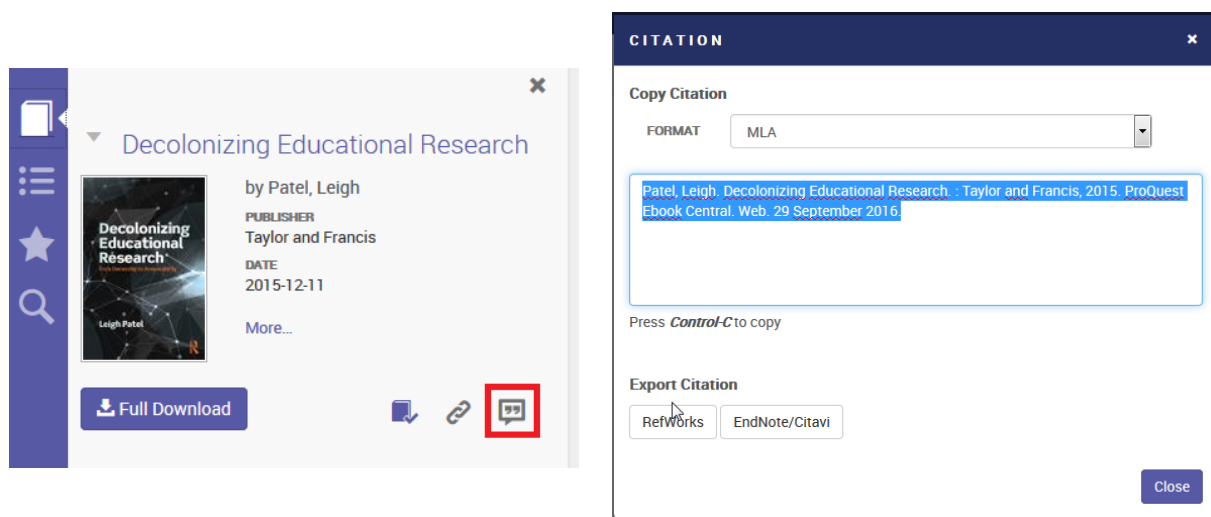 Decolonizing Educational Research
Decolonizing
Educational
Research
Leigh Patel
R
by Patel, Leigh
PUBLISHER
Taylor and Francis
DATE
2015-12-11
More...
Full Download
CITATION
Copy Citation
FORMAT MLA
Patel, Leigh. Decolonizing Educational Research. : Taylor and Francis, 2015. ProQuest
Ebook Central. Web. 29 September 2016.
Press Control-C to copy
Export Citation
RefWorks EndNote/Citavi
Close